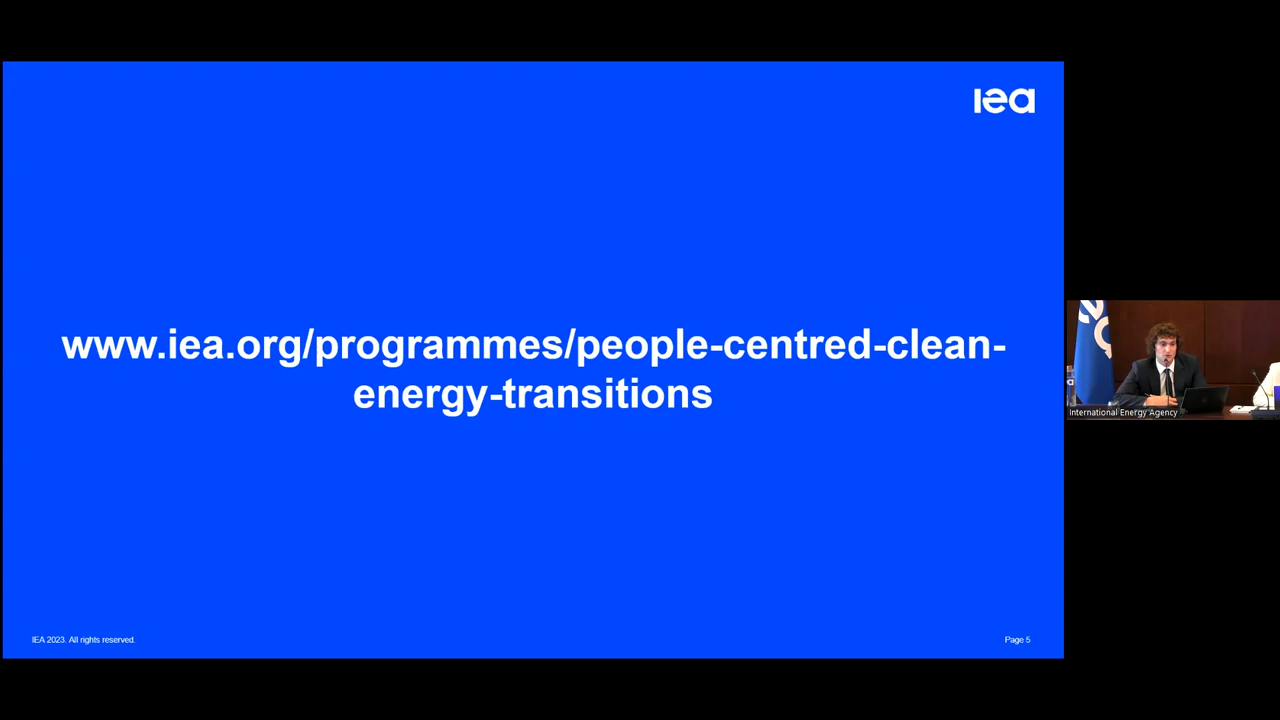 iea
www.iea.org/programmes/people-centred-clean-
energy-transitions
IEA 2023. All rights reserved.
Page 5
International Energy Agency